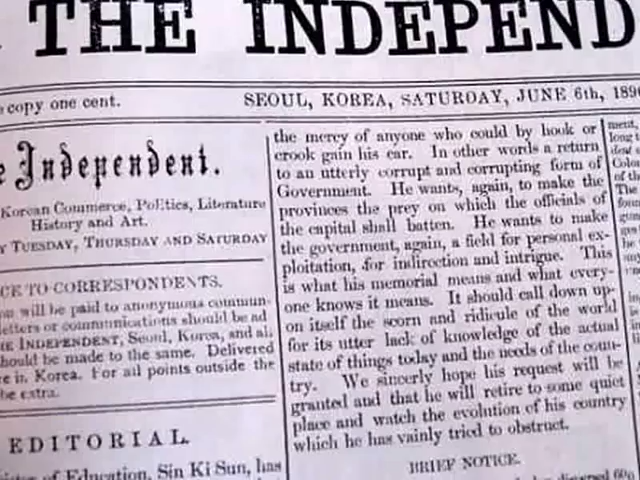 THE INDEPEND
copy one cent.
SEOUL, KOREA, SATURDAY, JUNE 6th, 189
Independent.
Korean Commerce, Politics, Literature
History and Art.
TUESDAY, THURSDAY AND SATURDAY
CE TO CORRESPONDENTS.
will be paid to anonymous commun-
letters or communications should be ad
INDEPENDENT, Seoul, Korea, and all
should be made to the same. Delivered
in Korea. For all points outside the
be extra.
EDITORIAL.
of Education, Sin Ki Sun, has
the mercy of anyone who could by hook or
crook gain his ear. In other words a return
to an utterly corrupt and corrupting form of
Government. He wants, again, to make the
provinces the prey on which the officials of
the capital shall batten. He wants to make
the government, again, a field for personal ex-
ploitation, for indirection and intrigue. This
is what his memorial means and what every-
one knows it means. It should call down up-
on itself the scorn and ridicule of the world
for its utter lack of knowledge of the actual
state of things today and the needs of the coun-
try. We sincerly hope his request will be
granted and that he will retire to some quiet
place and watch the evolution of his country
which he has vainly tried to obstruct.
BRIEF NOTICE.